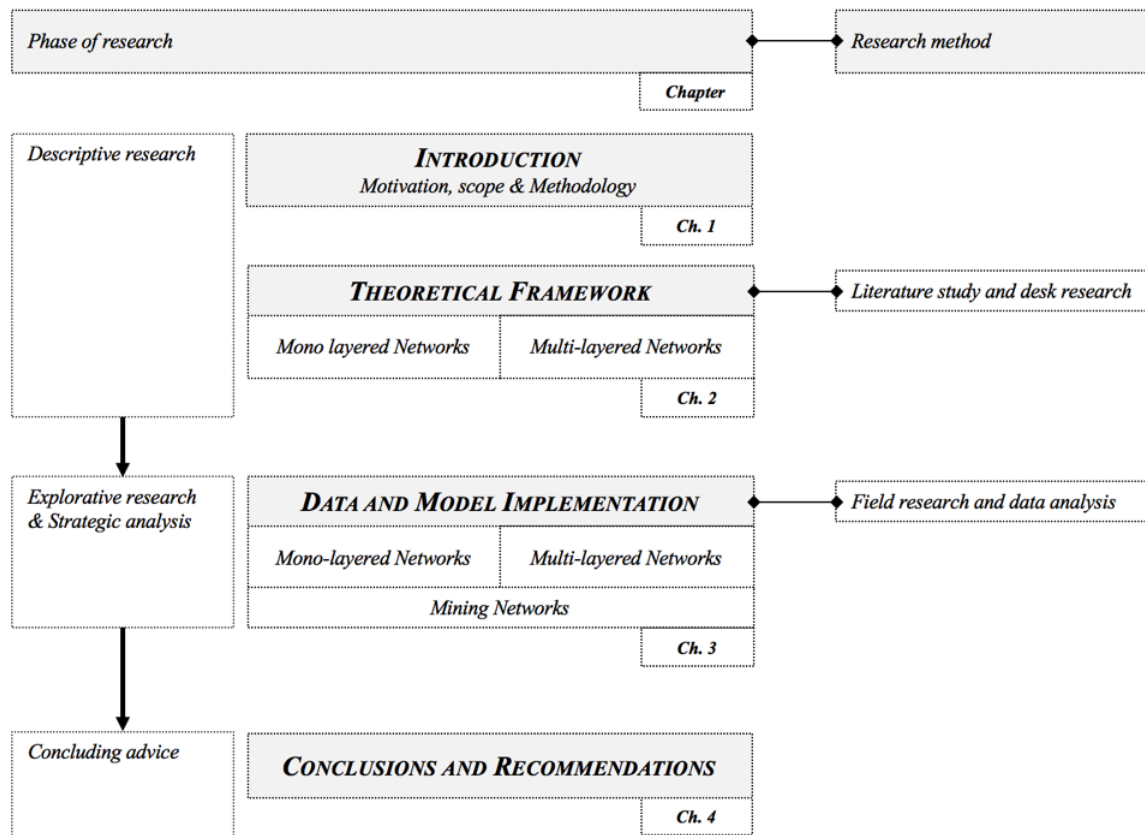 Phase of research
Research method
Chapter
Descriptive research
INTRODUCTION
Motivation, scope & Methodology
Ch. 1
THEORETICAL FRAMEWORK
Literature study and desk research
Mono layered Networks
Multi-layered Networks
Ch. 2
Explorative research
& Strategic analysis
DATA AND MODEL IMPLEMENTATION
Field research and data analysis
Mono-layered Networks
Multi-layered Networks
Mining Networks
Ch. 3
Concluding advice
CONCLUSIONS AND RECOMMENDATIONS
Ch. 4